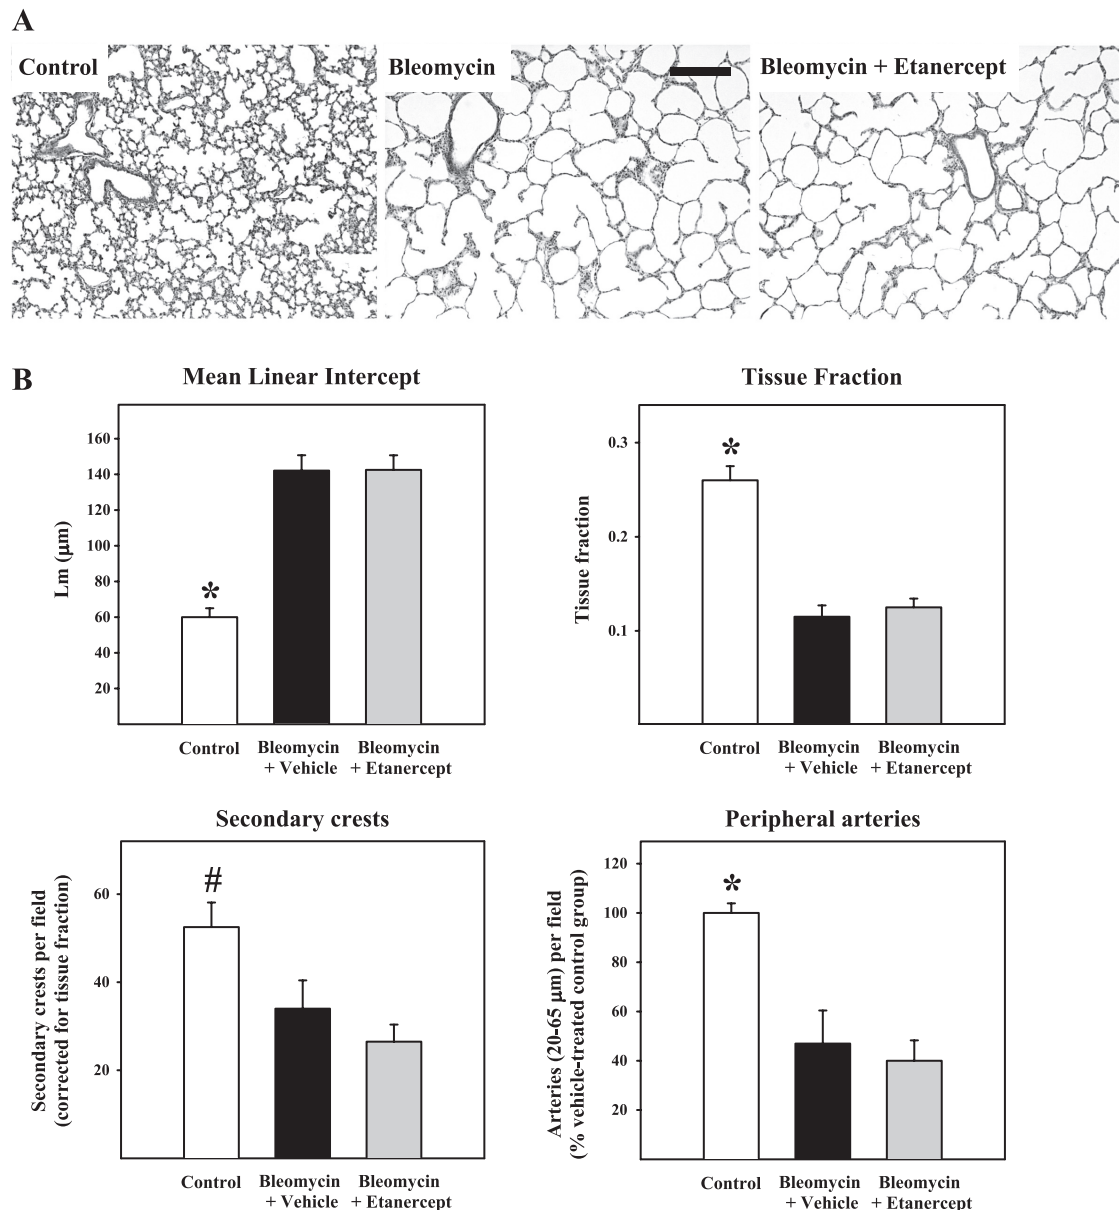 A
Control
Bleomycin
Bleomycin + Etanercept
B
Mean Linear Intercept
Lm (μm)
160
140
120
100
80
60
40
20
*
Control
Bleomycin
+ Vehicle
Bleomycin
+ Etanercept
Tissue Fraction
Tissue fraction
0.3
0.2
0.1
*
Control
Bleomycin
+ Vehicle
Bleomycin
+ Etanercept
Secondary crests
Secondary crests per field
(corrected for tissue fraction)
60
40
20
#
Control
Bleomycin
+ Vehicle
Bleomycin
+ Etanercept
Peripheral arteries
Arteries (20-65 μm) per field
(% vehicle-treated control group)
120
100
80
60
40
20
*
Control
Bleomycin
+ Vehicle
Bleomycin
+ Etanercept